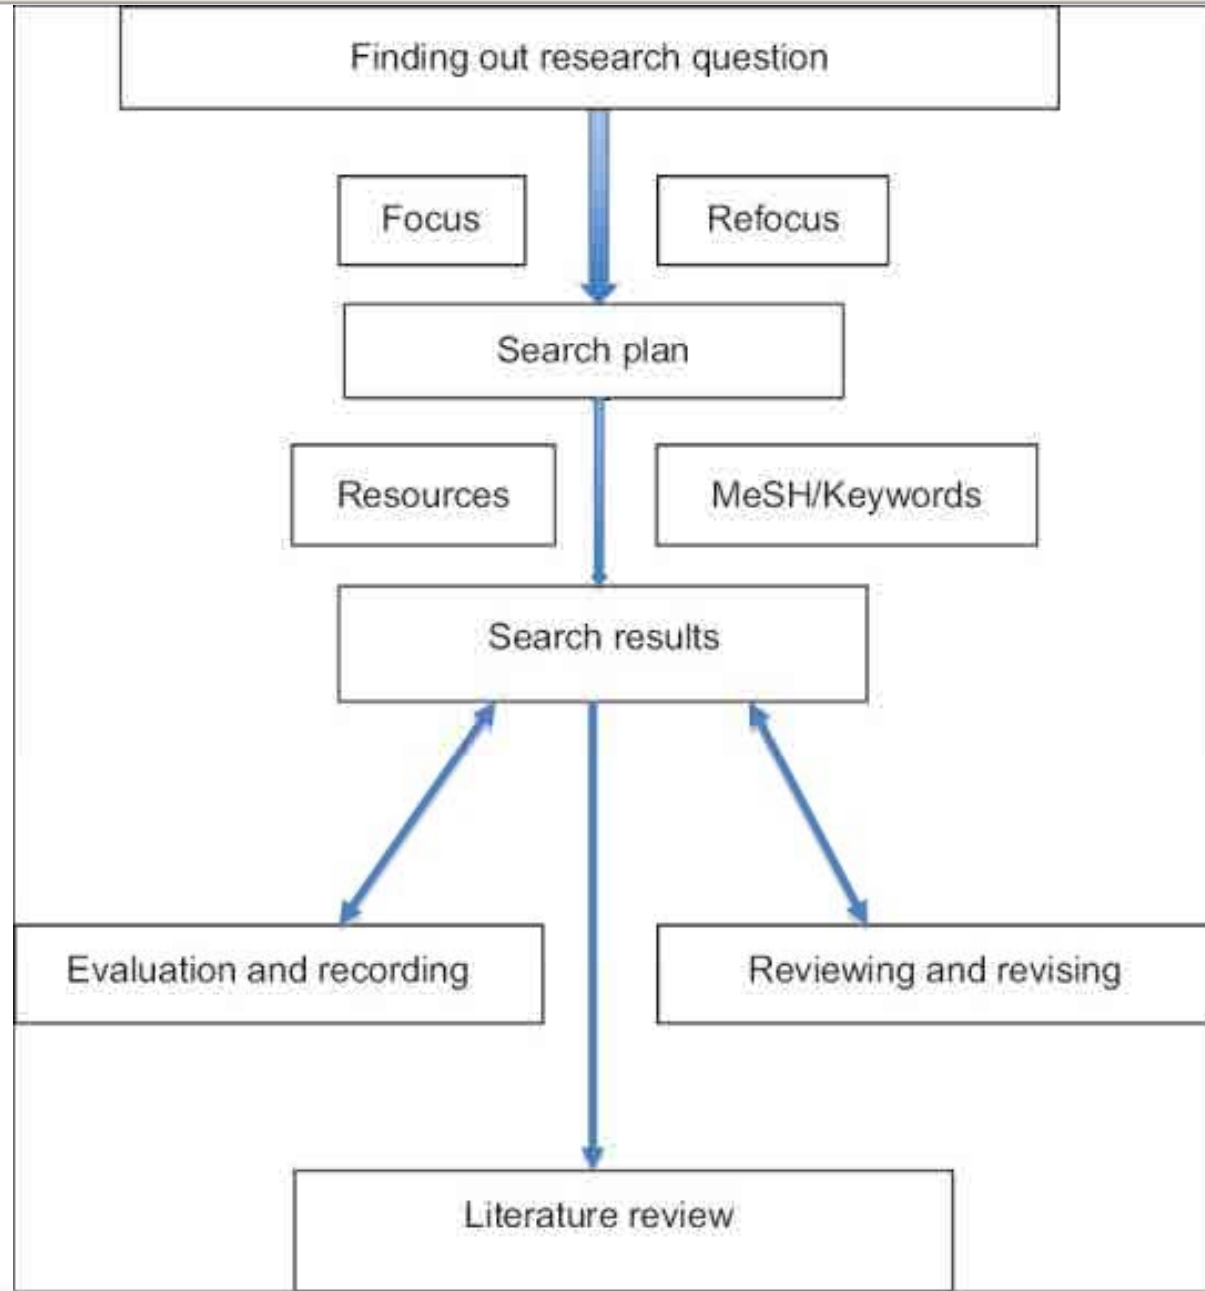 Finding out research question
Focus
Refocus
Search plan
Resources
MeSH/Keywords
Search results
Evaluation and recording
Reviewing and revising
Literature review